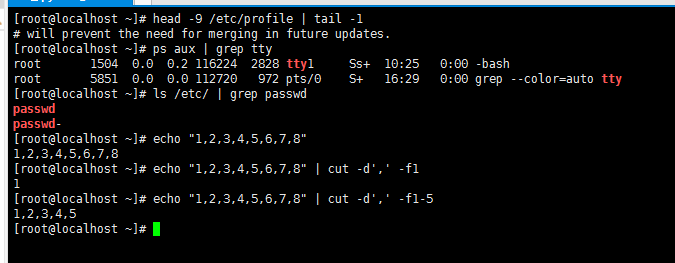 [root@localhost ~]# head -9 /etc/profile | tail -1
# will prevent the need for merging in future updates.
[root@localhost ~]# ps aux | grep tty
root       1504  0.0  0.2 116224  2828 tty1     Ss+  10:25   0:00 -bash
root       5851  0.0  0.0 112720   972 pts/0    S+   16:29   0:00 grep --color=auto tty
[root@localhost ~]# ls /etc/ | grep passwd
passwd
passwd-
[root@localhost ~]# echo "1,2,3,4,5,6,7,8"
1,2,3,4,5,6,7,8
[root@localhost ~]# echo "1,2,3,4,5,6,7,8" | cut -d',' -f1
1
[root@localhost ~]# echo "1,2,3,4,5,6,7,8" | cut -d',' -f1-5
1,2,3,4,5
[root@localhost ~]#